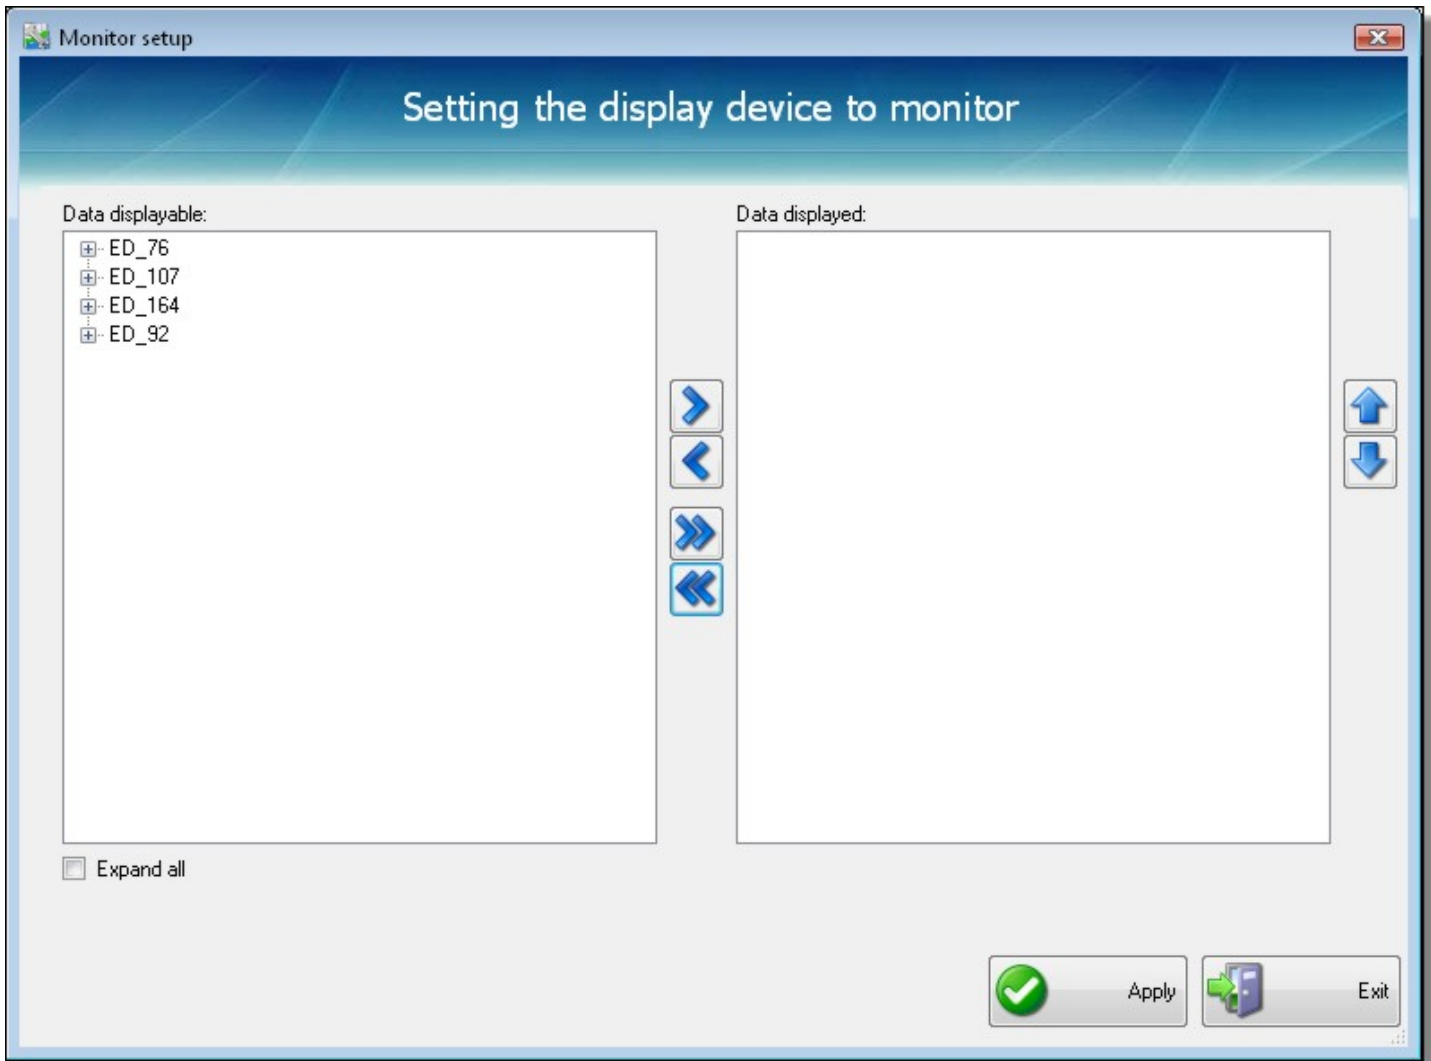 Monitor setup
Setting the display device to monitor
Data displayable:
ED_76
ED_107
ED_164
ED_92
Data displayed:
Expand all
Apply
Exit